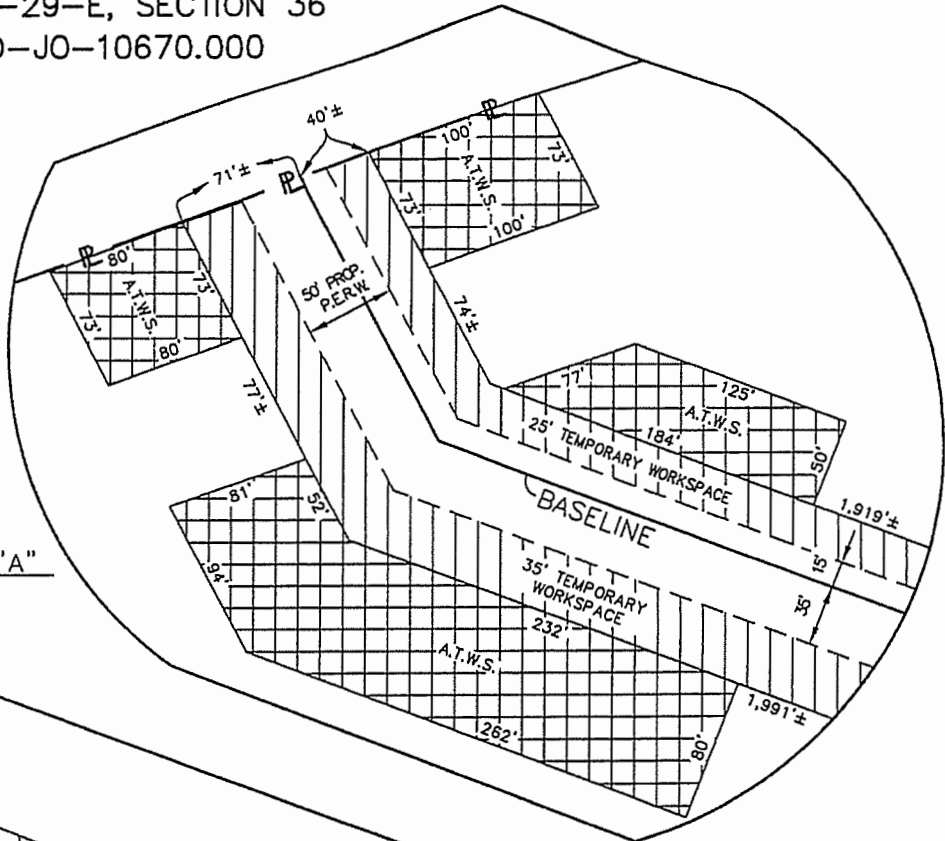 -29-E, SECTION 36
-JO-10670.000
40'±
71'±
PL
100'
73'
A.T.W.S.
73'
100'
PL
PL
80'
73'
A.T.W.S.
73'
80'
50' PROP.
P.E.R.W.
74'±
77'±
77'
125'
A.T.W.S.
184'
50'
25' TEMPORARY WORKSPACE
BASELINE
1,919'±
15'
35'
81'
52'
94'
"A"
35' TEMPORARY
WORKSPACE
232'
A.T.W.S.
262'
80'
1,991'±